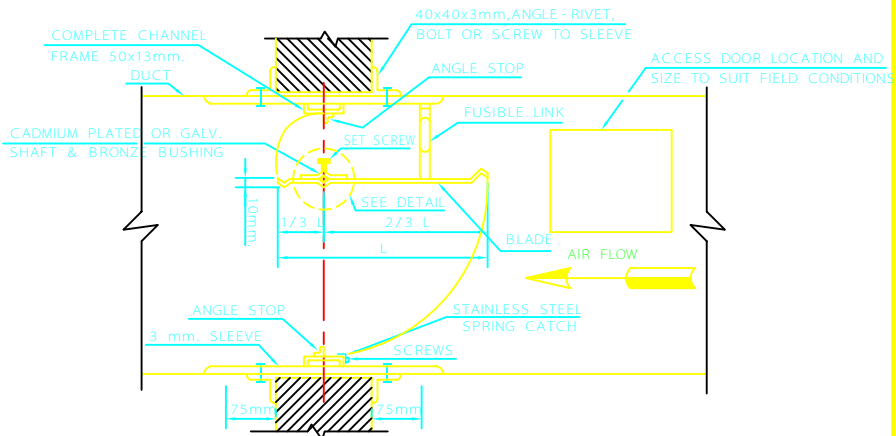 40x40x3mm,ANGLE - RIVET,
BOLT OR SCREW TO SLEEVE
COMPLETE CHANNEL
FRAME 50x13mm.
DUCT
ANGLE STOP
ACCESS DOOR LOCATION AND
SIZE TO SUIT FIELD CONDITIONS
FUSIBLE LINK
CADMIUM PLATED OR GALV.
SHAFT & BRONZE BUSHING
SET SCREW
SEE DETAIL
10mm.
1/3 L
2/3 L
L
BLADE
AIR FLOW
ANGLE STOP
STAINLESS STEEL
SPRING CATCH
3 mm. SLEEVE
SCREWS
75mm
75mm